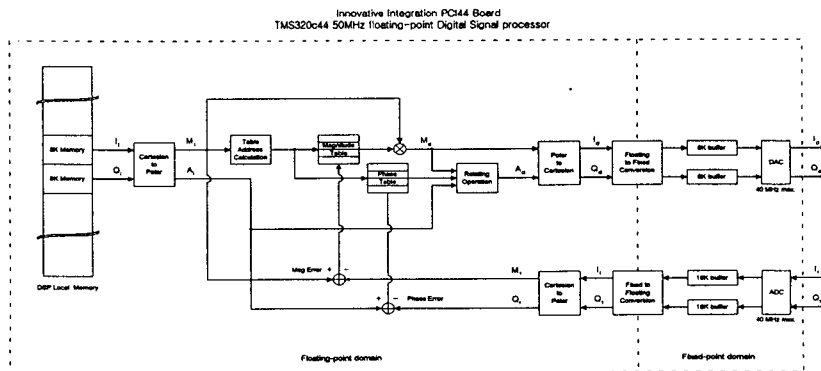 Innovative Integration PCI44 Board
TMS320c44 50MHz floating-point Digital Signal processor
8K Memory
8K Memory
DSP Local Memory
I i
Q i
Cartesian
to
Polar
M i
A i
Table
Address
Calculation
Magnitude
Table
Phase
Table
M d
Rotating
Operation
A d
Polar
to
Cartesian
I d
Q d
Floating
to Fixed
Conversion
8K buffer
8K buffer
DAC
40 MHz max.
I o
Q o
Mag Error
+
−
M f
+
−
Phase Error
Q f
Cartesian
to
Polar
I f
Q f
Fixed to
Floating
Conversion
16K buffer
16K buffer
ADC
40 MHz max.
I f
Q f
Floating-point domain
Fixed-point domain